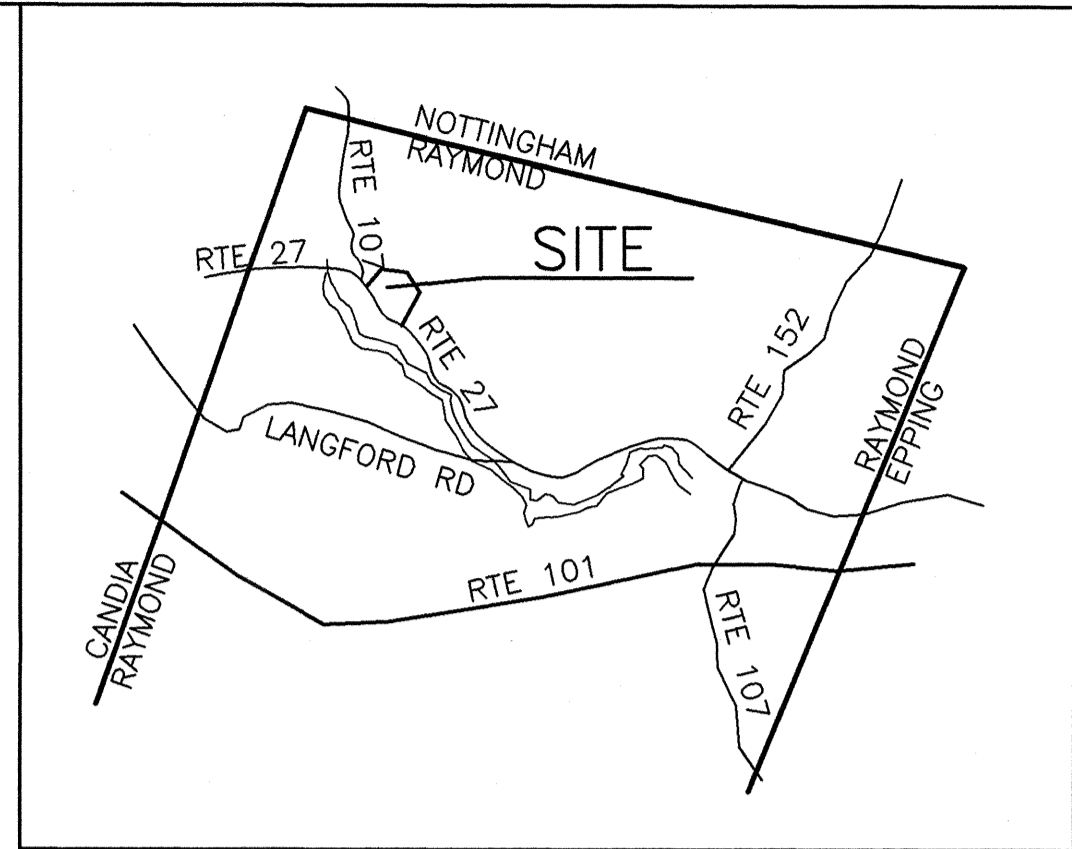 NOTTINGHAM
RAYMOND
RTE 107
RTE 27
SITE
RTE 27
RTE 152
RAYMOND
EPPING
LANGFORD RD
RTE 101
CANDIA
RAYMOND
RTE 107